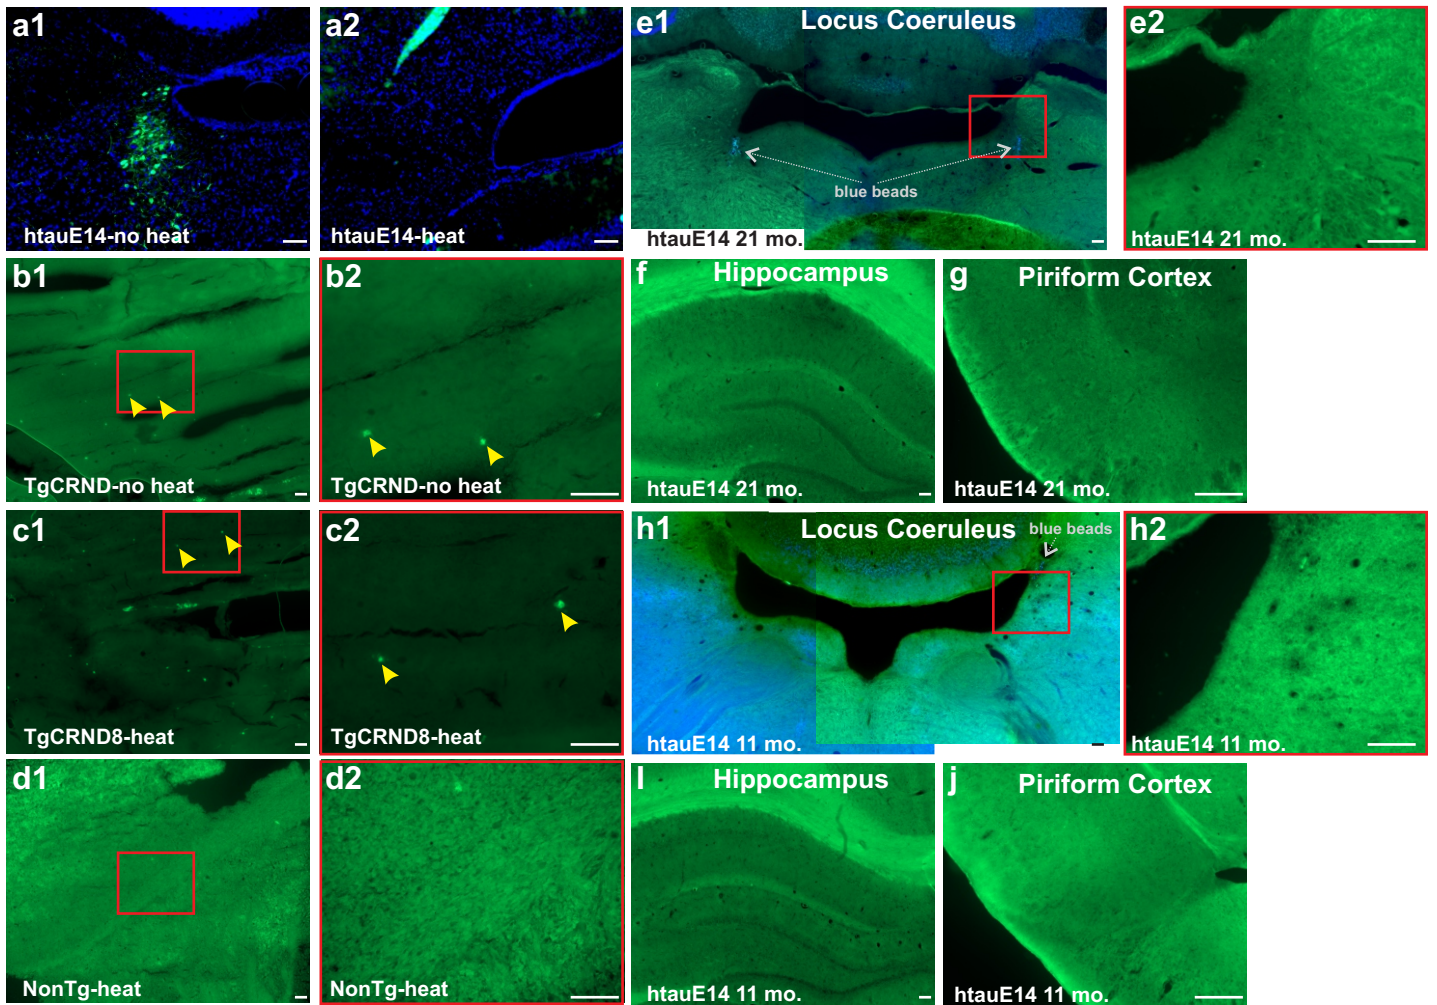 a1
htauE14-no heat
a2
htauE14-heat
e1
Locus Coeruleus
blue beads
htauE14 21 mo.
e2
htauE14 21 mo.
b1
TgCRND-no heat
b2
TgCRND-no heat
f
Hippocampus
htauE14 21 mo.
g
Piriform Cortex
htauE14 21 mo.
c1
TgCRND8-heat
c2
TgCRND8-heat
h1
Locus Coeruleus
blue beads
htauE14 11 mo.
h2
htauE14 11 mo.
d1
NonTg-heat
d2
NonTg-heat
I
Hippocampus
htauE14 11 mo.
j
Piriform Cortex
htauE14 11 mo.